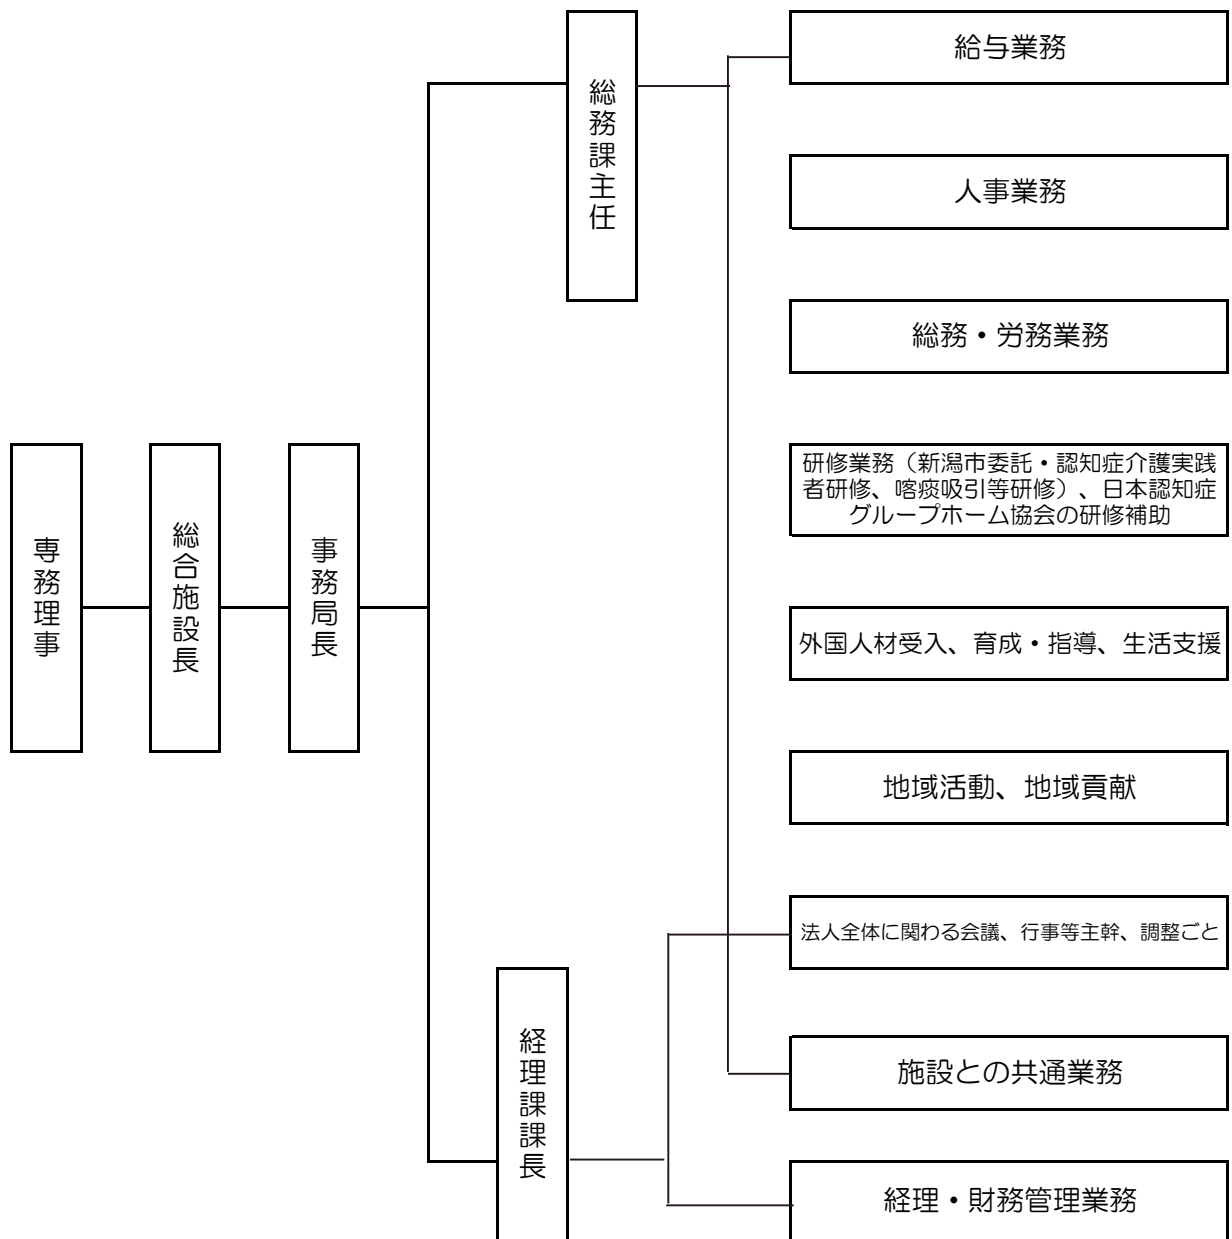 専務理事
総合施設長
事務局長
総務課主任
経理課課長
給与業務
人事業務
総務・労務業務
研修業務（新潟市委託・認知症介護実践
者研修、喀痰吸引等研修）、日本認知症
グループホーム協会の研修補助
外国人材受入、育成・指導、生活支援
地域活動、地域貢献
法人全体に関わる会議、行事等主幹、調整ごと
施設との共通業務
経理・財務管理業務